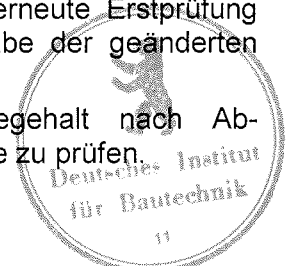 erneute Erstprüfung
be der geänderten
egehalt nach Ab-
e zu prüfen.
Deutsches Institut
für Bautechnik
11